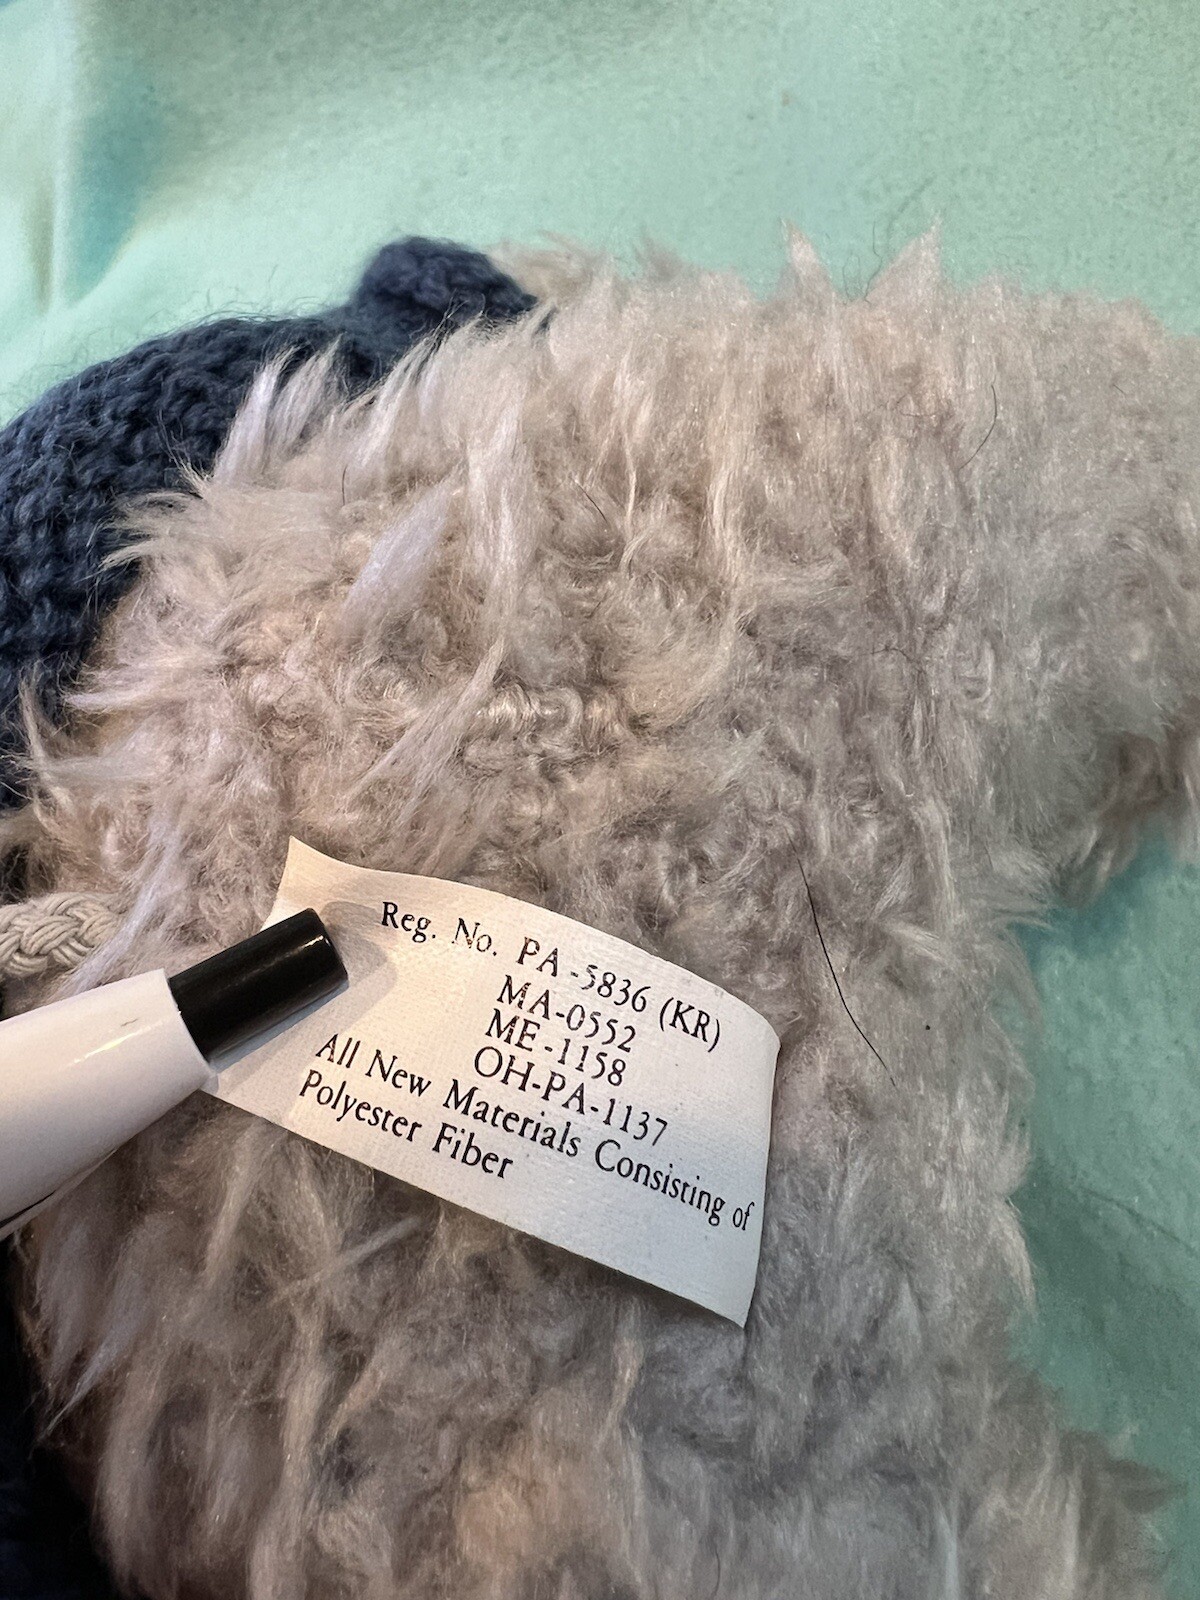 Reg. No. PA-5836 (KR)
MA-0552
ME-1158
OH-PA-1137
All New Materials Consisting of
Polyester Fiber